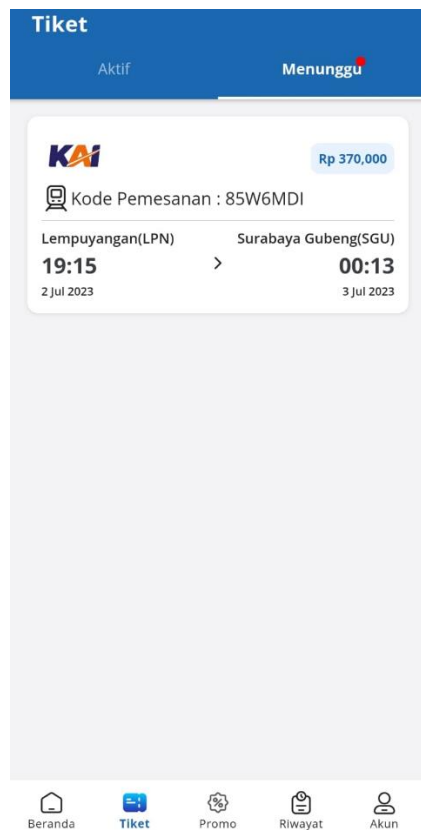 Tiket
Aktif Menunggu
KAI Rp 370,000
Kode Pemesanan : 85W6MDI
Lempuyangan(LPN) Surabaya Gubeng(SGU)
19:15 > 00:13
2 Jul 2023 3 Jul 2023
Beranda Tiket Promo Riwayat Akun